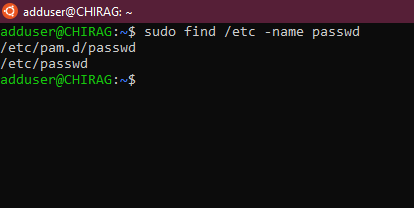 adduser@CHIRAG: ~
adduser@CHIRAG:~$ sudo find /etc -name passwd
/etc/pam.d/passwd
/etc/passwd
adduser@CHIRAG:~$